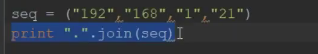 seq = ("192","168","1","21")
print ".".join(seq)